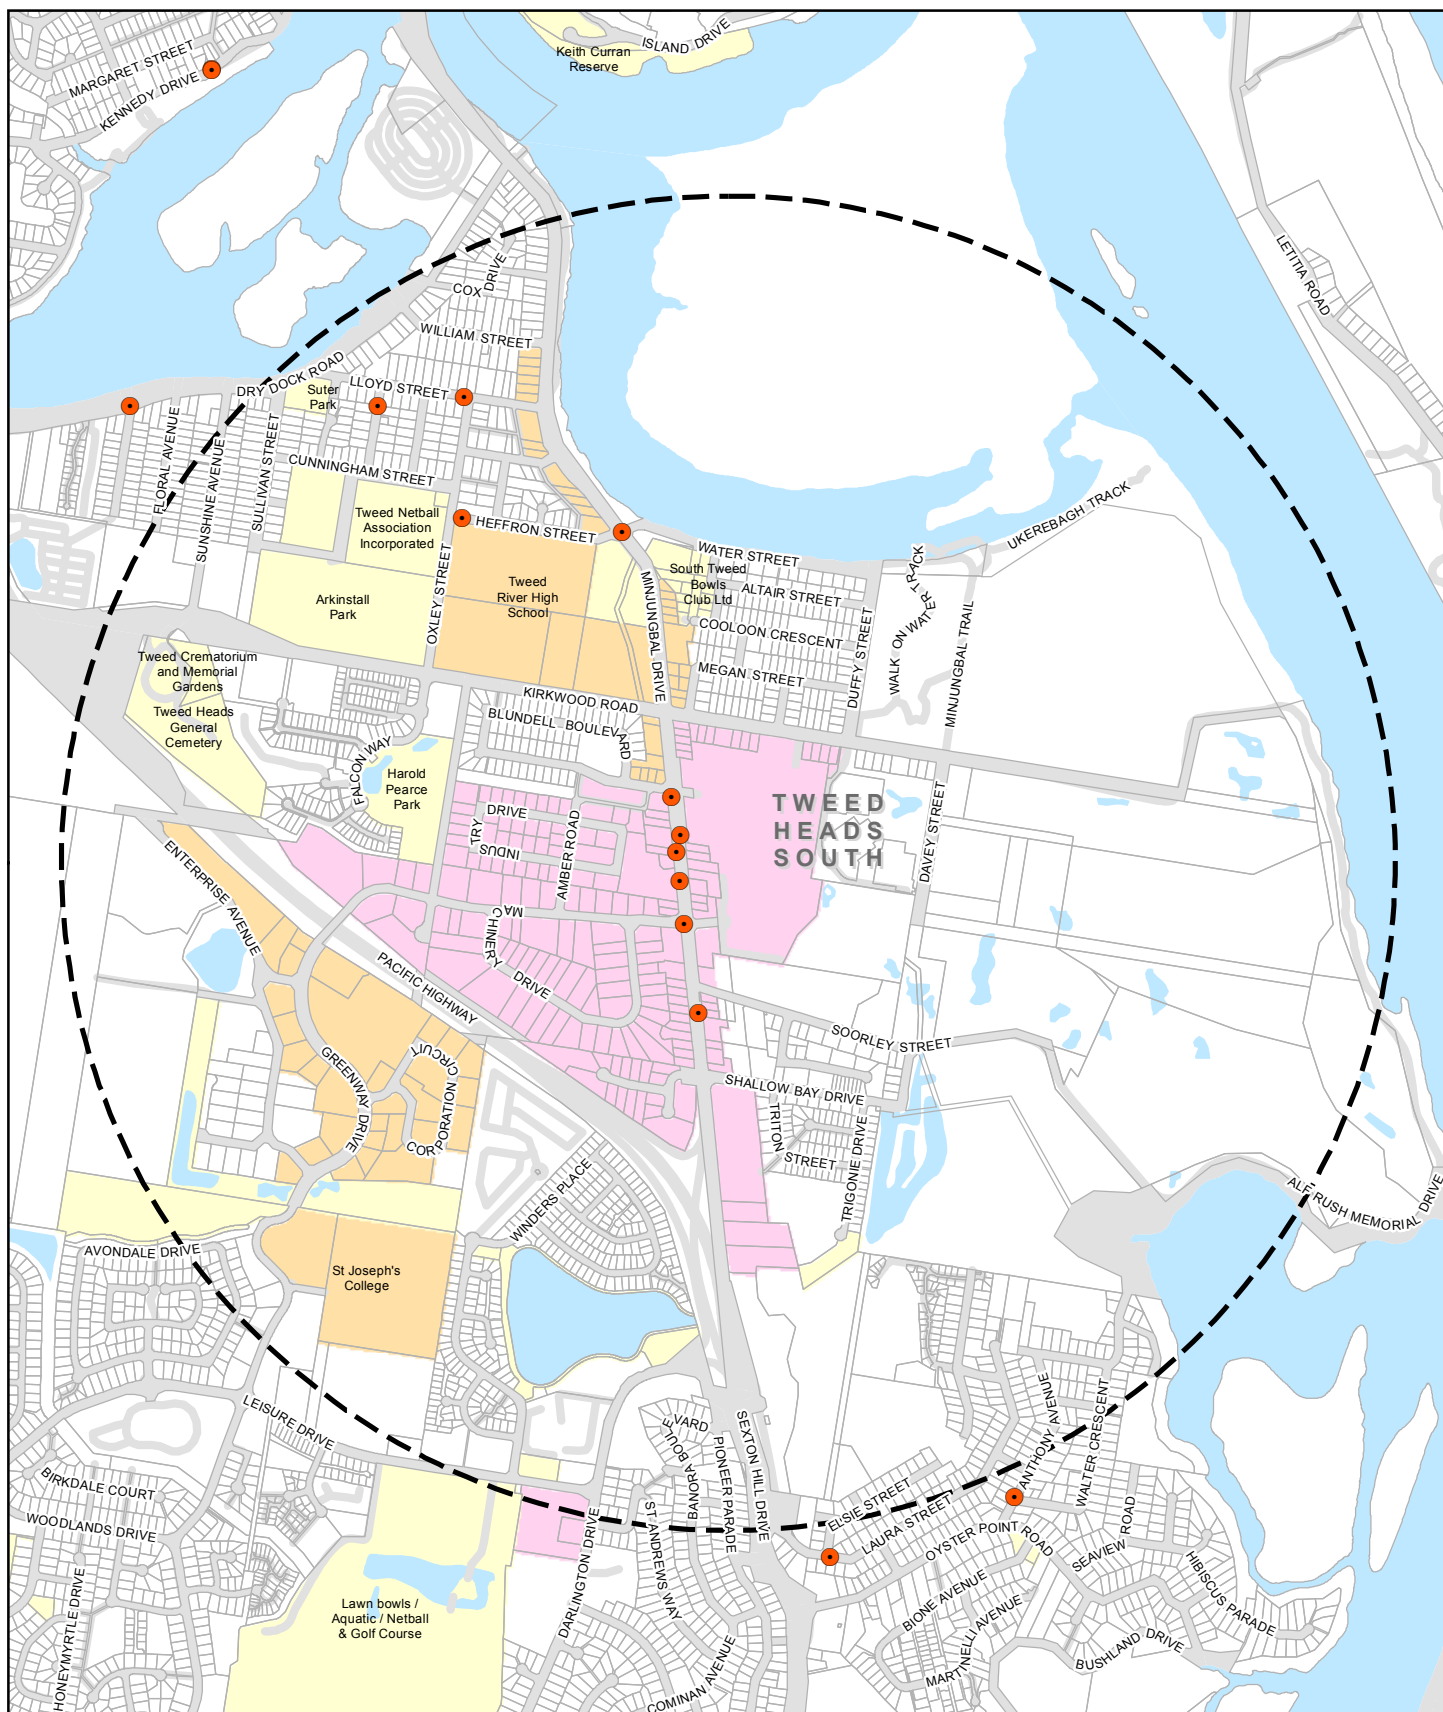 ISLAND DRIVE
Keith Curran
Reserve
MARGARET STREET
KENNEDY DRIVE
LETITIA ROAD
COX DRIVE
WILLIAM STREET
DRY DOCK ROAD
LLOYD STREET
Suter
Park
FLORAL AVENUE
SUNSHINE AVENUE
SULLIVAN STREET
CUNNINGHAM STREET
Tweed Netball
Association
Incorporated
HEFFRON STREET
UKEREBAGH TRACK
WATER STREET
South Tweed
Bowls
Club Ltd
ALTAIR STREET
COOLOON CRESCENT
MEGAN STREET
DUFFY STREET
WALK ON WATER TRACK
MINJUNGBAL TRAIL
Tweed
River High
School
Arkinstall
Park
OXLEY STREET
MINJUNGBAL DRIVE
Tweed Crematorium
and Memorial
Gardens
Tweed Heads
General
Cemetery
KIRKWOOD ROAD
BLUNDELL BOULEVARD
FALCON WAY
Harold
Pearce
Park
TWEED
HEADS
SOUTH
DAVEY STREET
INDUSTRY DRIVE
AMBER ROAD
MACHINERY DRIVE
ENTERPRISE AVENUE
PACIFIC HIGHWAY
SOORLEY STREET
GREENWAY DRIVE
CORPORATION CIRCUIT
SHALLOW BAY DRIVE
TRITON STREET
TRIGONIE DRIVE
WINDERS PLACE
ALF RUSH MEMORIAL DRIVE
AVONDALE DRIVE
St Joseph's
College
LEISURE DRIVE
BIRKDALE COURT
WOODLANDS DRIVE
HONEYMYRTLE DRIVE
BANORA BOULEVARD
PIONEER PARADE
SEXTON HILL DRIVE
ST ANDREWS WAY
DARLINGTON DRIVE
ELSIE STREET
LAURA STREET
ANTHONY AVENUE
WALTER CRESCENT
OYSTER POINT ROAD
SEAVIEW ROAD
HIBISCUS PARADE
BIONE AVENUE
MARTINELLI AVENUE
BUSHLAND DRIVE
COMINAN AVENUE
Lawn bowls /
Aquatic / Netball
& Golf Course